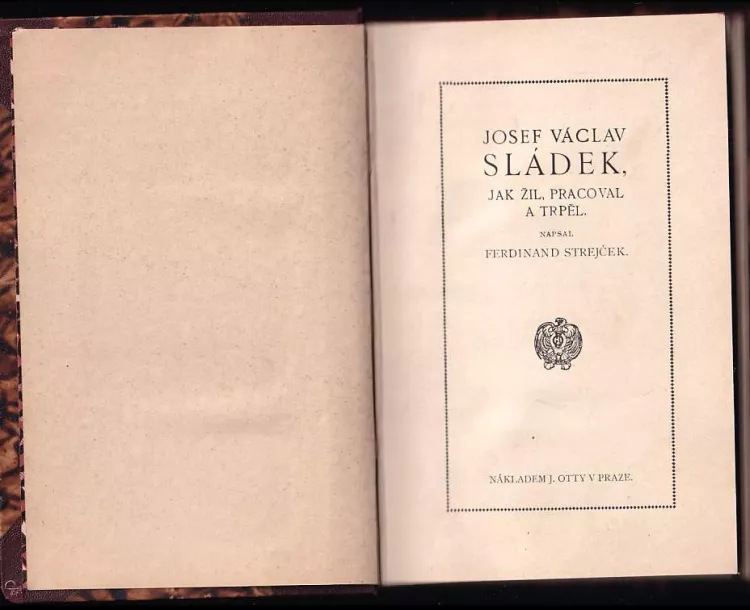 JOSEF VÁCLAV
SLÁDEK,
JAK ŽIL, PRACOVAL
A TRPĚL.
NAPSAL
FERDINAND STREJČEK.
NÁKLADEM J. OTTY V PRAZE.